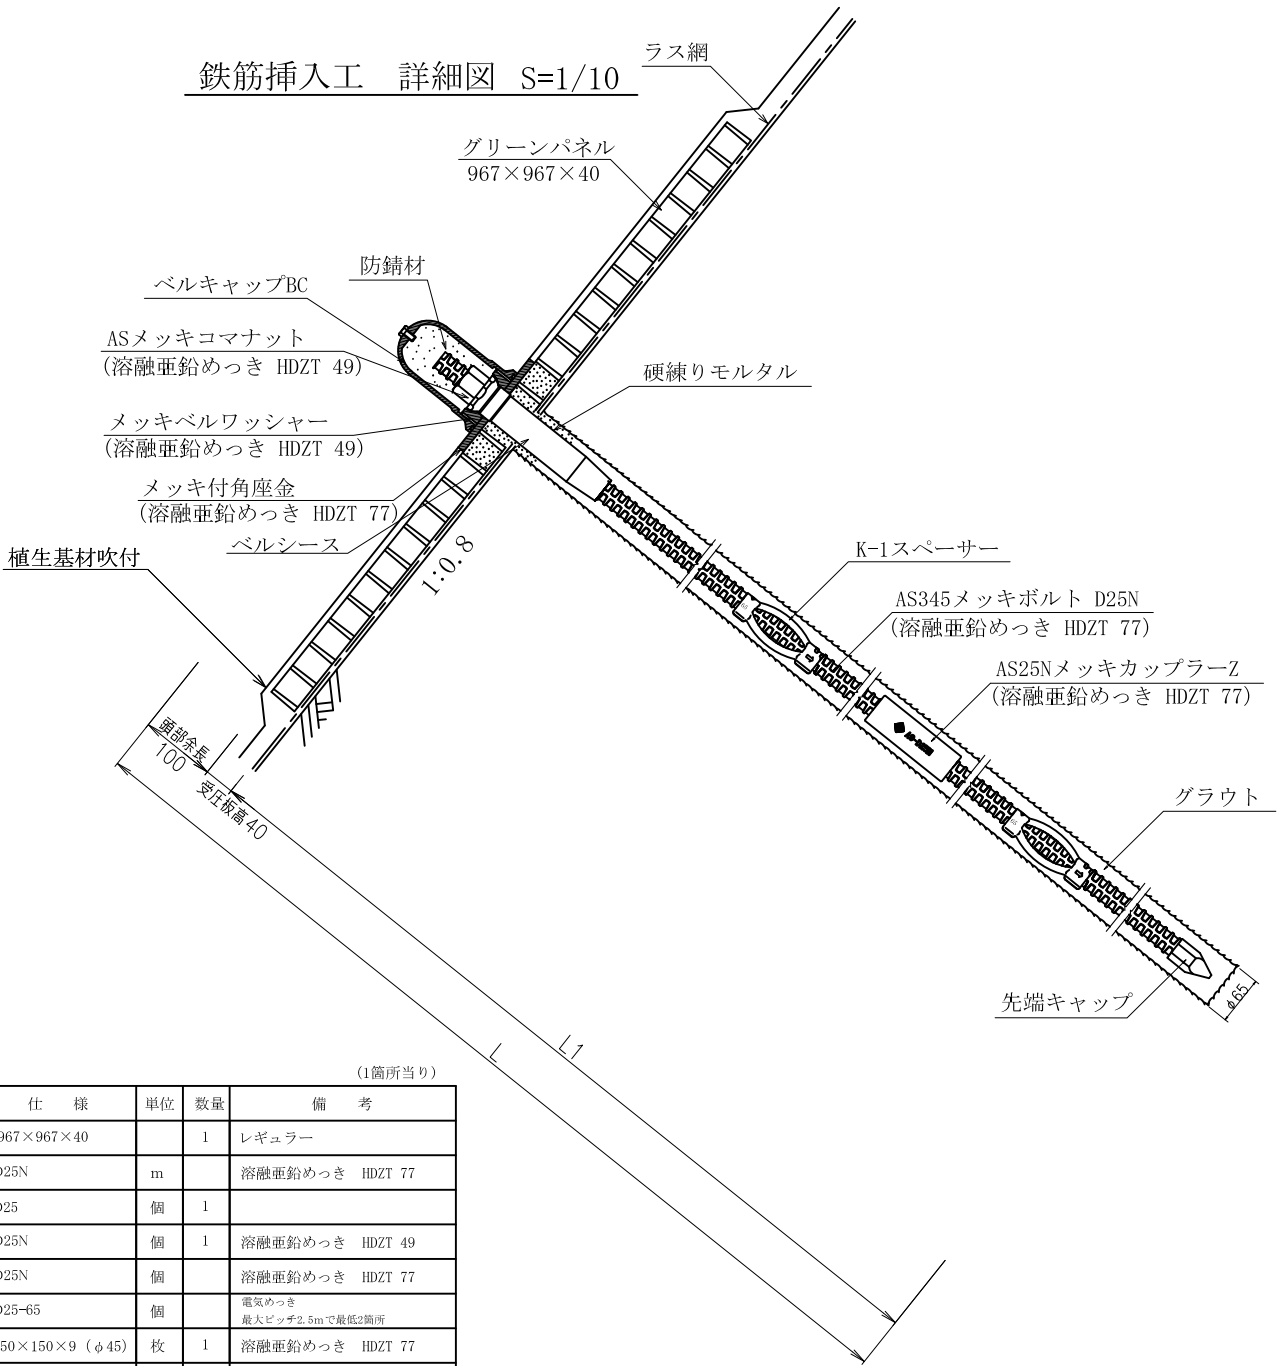 鉄筋挿入工　詳細図　S=1/10
ラス網
グリーンパネル
967×967×40
防錆材
ベルキャップBC
ASメッキコマナット
(溶融亜鉛めっき HDZT 49)
硬練りモルタル
メッキベルワッシャー
(溶融亜鉛めっき HDZT 49)
メッキ付角座金
(溶融亜鉛めっき HDZT 77)
ベルシース
植生基材吹付
1:0.8
K-1スペーサー
AS345メッキボルト D25N
(溶融亜鉛めっき HDZT 77)
AS25NメッキカップラーZ
(溶融亜鉛めっき HDZT 77)
グラウト
先端キャップ
φ65
頭部余長
100
受圧板高40
L1
L
(1箇所当り)
仕　様　単位　数量　備　考
967×967×40　1　レギュラー
D25N　m　溶融亜鉛めっき　HDZT 77
D25　個　1
D25N　個　1　溶融亜鉛めっき　HDZT 49
D25N　個　溶融亜鉛めっき　HDZT 77
D25-65　個　電気めっき
最大ピッチ2.5mで最低2箇所
50×150×9 (φ45)　枚　1　溶融亜鉛めっき　HDZT 77